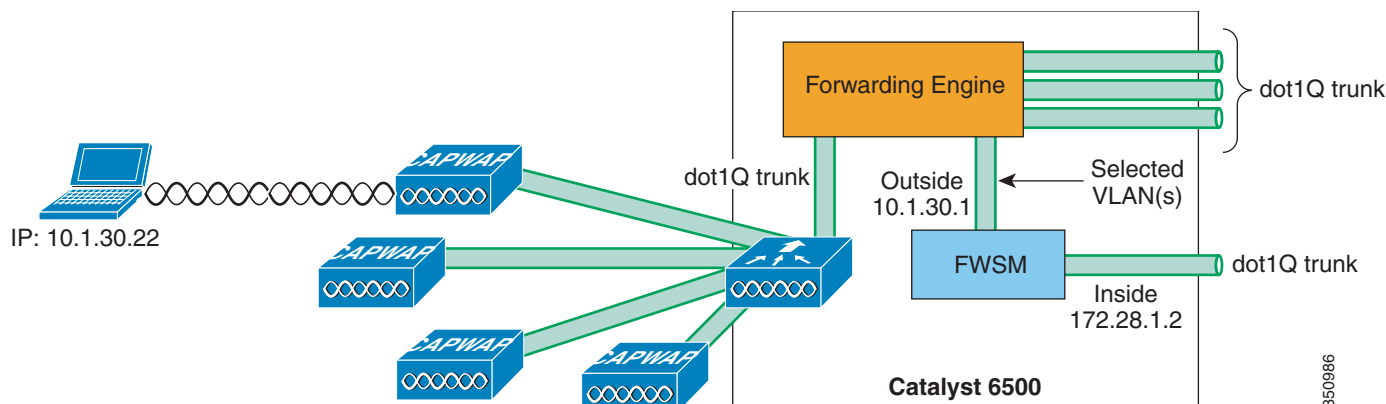 Forwarding Engine
dot1Q trunk
CAPWAP
dot1Q trunk
Outside
10.1.30.1
Selected
VLAN(s)
IP: 10.1.30.22
CAPWAP
FWSM
dot1Q trunk
Inside
172.28.1.2
CAPWAP
CAPWAP
Catalyst 6500
350986